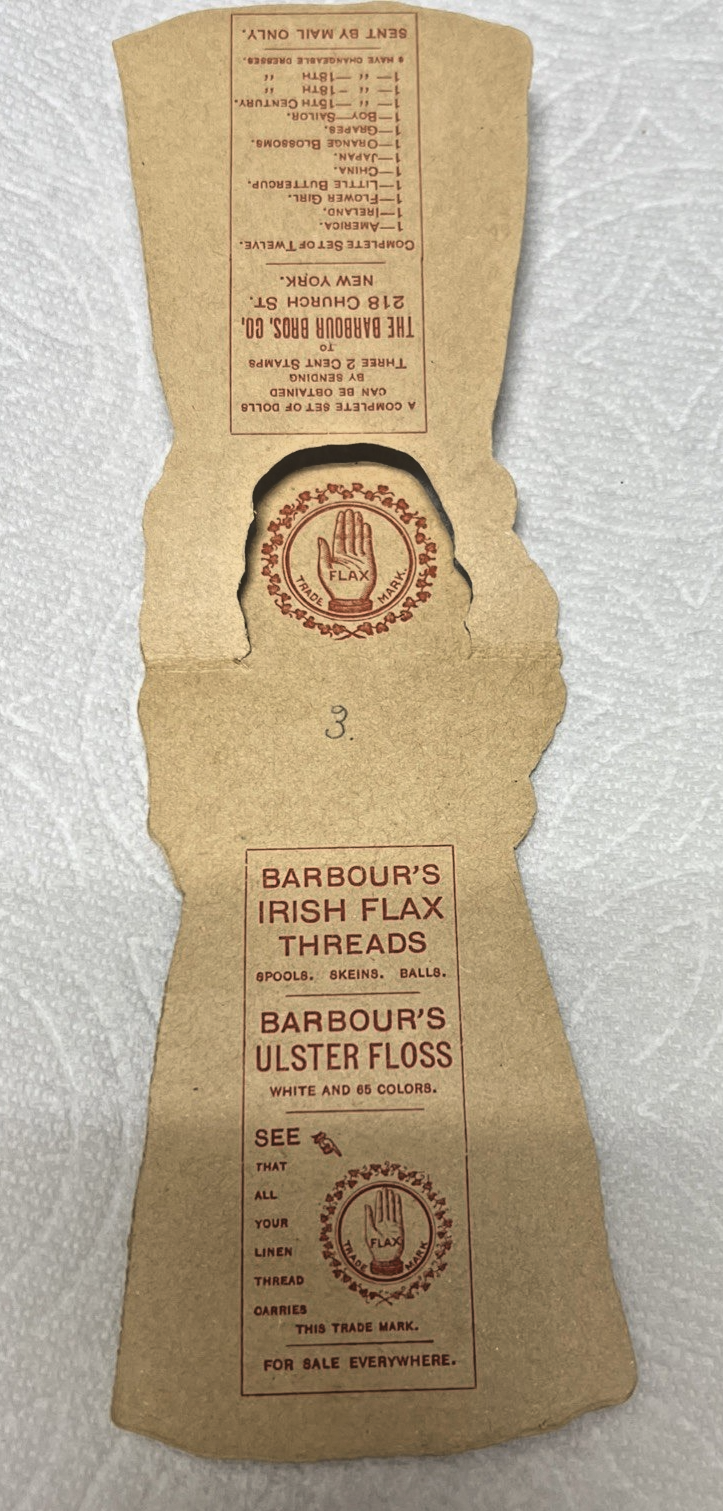 A COMPLETE SET OF DOLLS
CAN BE OBTAINED
BY SENDING
THREE 2 CENT STAMPS
TO
THE BARBOUR BROS. CO,
218 CHURCH ST.
NEW YORK.
COMPLETE SET OF TWELVE.
1—AMERICA.
1—IRELAND.
1—FLOWER GIRL.
1—LITTLE BUTTERCUP.
1—CHINA.
1—JAPAN.
1—ORANGE BLOSSOMS.
1—GRAPES.
1—BOY—SAILOR.
1— " —15TH CENTURY.
1— " —18TH "
1— " —18TH "
6 HAVE CHANGEABLE DRESSES.
SENT BY MAIL ONLY.
FLAX
TRADE MARK.
3.
BARBOUR'S
IRISH FLAX
THREADS
SPOOLS. SKEINS. BALLS.
BARBOUR'S
ULSTER FLOSS
WHITE AND 65 COLORS.
SEE
THAT
ALL
YOUR
LINEN
THREAD
CARRIES
THIS TRADE MARK.
FLAX
TRADE MARK
FOR SALE EVERYWHERE.